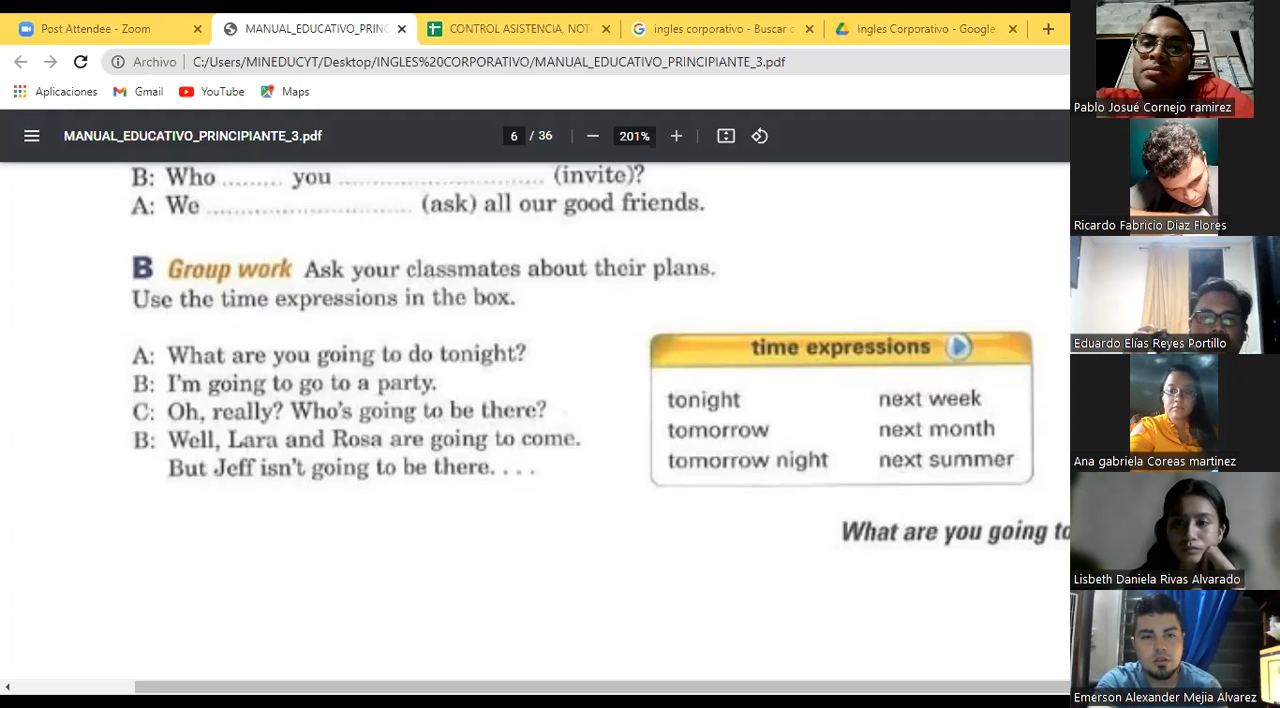 Post Attendee - Zoom
MANUAL_EDUCATIVO_PRINC
CONTROL ASISTENCIA, NOTA
ingles corporativo - Buscar c
Ingles Corporativo - Google
Archivo
C:/Users/MINEDUCYT/Desktop/INGLES%20CORPORATIVO/MANUAL_EDUCATIVO_PRINCIPIANTE_3.pdf
Aplicaciones
Gmail
YouTube
Maps
MANUAL_EDUCATIVO_PRINCIPIANTE_3.pdf
6 / 36
201%
B: Who ........ you ............................ (invite)?
A: We ............................ (ask) all our good friends.
B Group work Ask your classmates about their plans.
Use the time expressions in the box.
A: What are you going to do tonight?
B: I'm going to go to a party.
C: Oh, really? Who's going to be there?
B: Well, Lara and Rosa are going to come.
But Jeff isn't going to be there. . . .
time expressions
tonight next week
tomorrow next month
tomorrow night next summer
What are you going to
Pablo Josué Cornejo ramirez
Ricardo Fabricio Diaz Flores
Eduardo Elías Reyes Portillo
Ana gabriela Coreas martinez
Lisbeth Daniela Rivas Alvarado
Emerson Alexander Mejia Alvarez